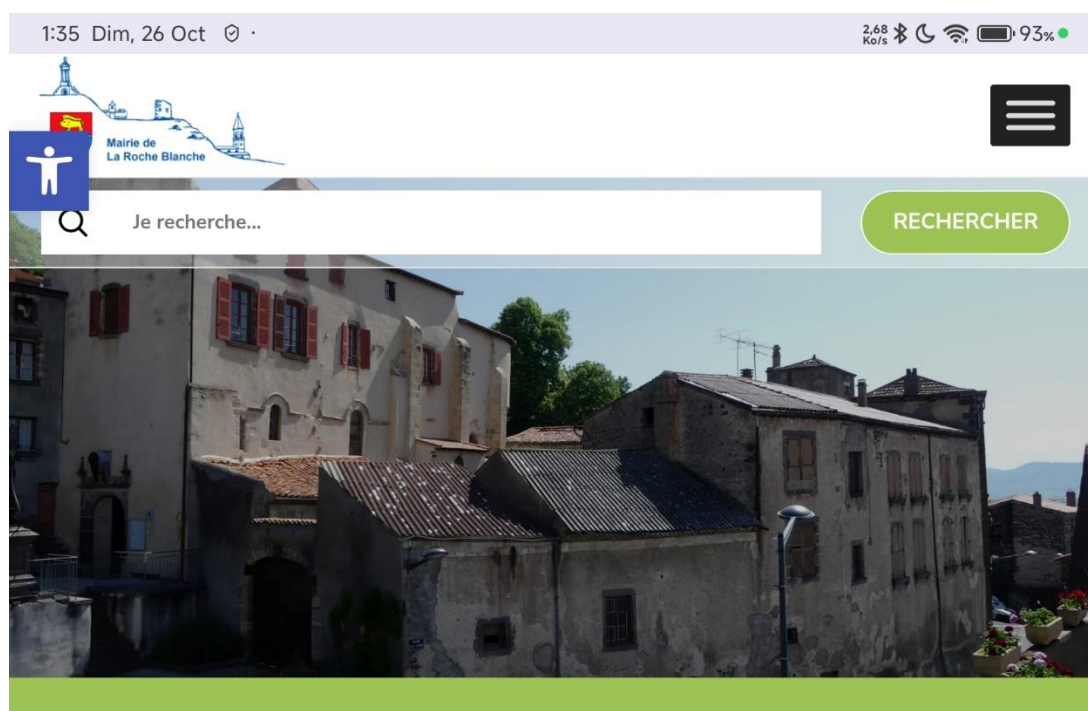 1:35 Dim, 26 Oct
2,68
Ko/s
93%
Mairie de
La Roche Blanche
Je recherche...
RECHERCHER